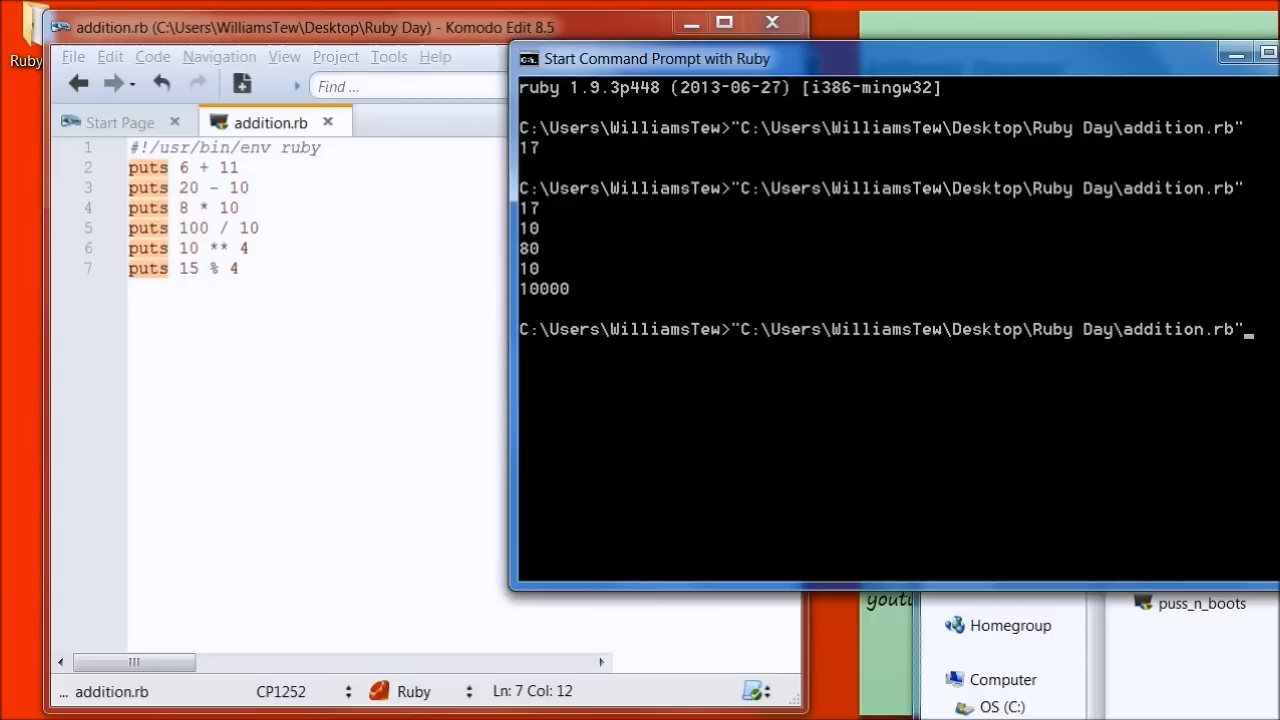 Ruby
addition.rb (C:\Users\WilliamsTew\Desktop\Ruby Day) - Komodo Edit 8.5
File Edit Code Navigation View Project Tools Help
Find ...
Start Page
addition.rb
1 #!/usr/bin/env ruby
2 puts 6 + 11
3 puts 20 - 10
4 puts 8 * 10
5 puts 100 / 10
6 puts 10 ** 4
7 puts 15 % 4
... addition.rb CP1252 Ruby Ln: 7 Col: 12
Start Command Prompt with Ruby
ruby 1.9.3p448 (2013-06-27) [i386-mingw32]
C:\Users\WilliamsTew>"C:\Users\WilliamsTew\Desktop\Ruby Day\addition.rb"
17
C:\Users\WilliamsTew>"C:\Users\WilliamsTew\Desktop\Ruby Day\addition.rb"
17
10
80
10
10000
C:\Users\WilliamsTew>"C:\Users\WilliamsTew\Desktop\Ruby Day\addition.rb"
Homegroup
Computer
OS (C:)
puss_n_boots